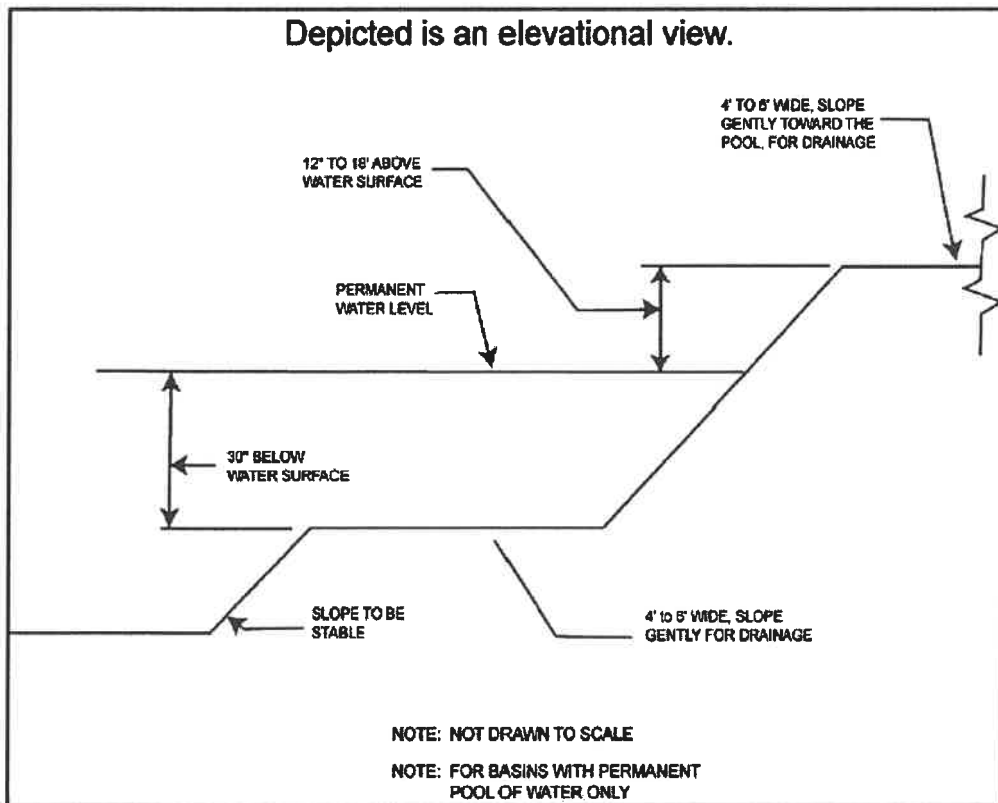 Depicted is an elevational view.
4' TO 6' WIDE, SLOPE
GENTLY TOWARD THE
POOL, FOR DRAINAGE
12" TO 18' ABOVE
WATER SURFACE
PERMANENT
WATER LEVEL
30" BELOW
WATER SURFACE
SLOPE TO BE
STABLE
4' to 6' WIDE, SLOPE
GENTLY FOR DRAINAGE
NOTE: NOT DRAWN TO SCALE
NOTE: FOR BASINS WITH PERMANENT
POOL OF WATER ONLY